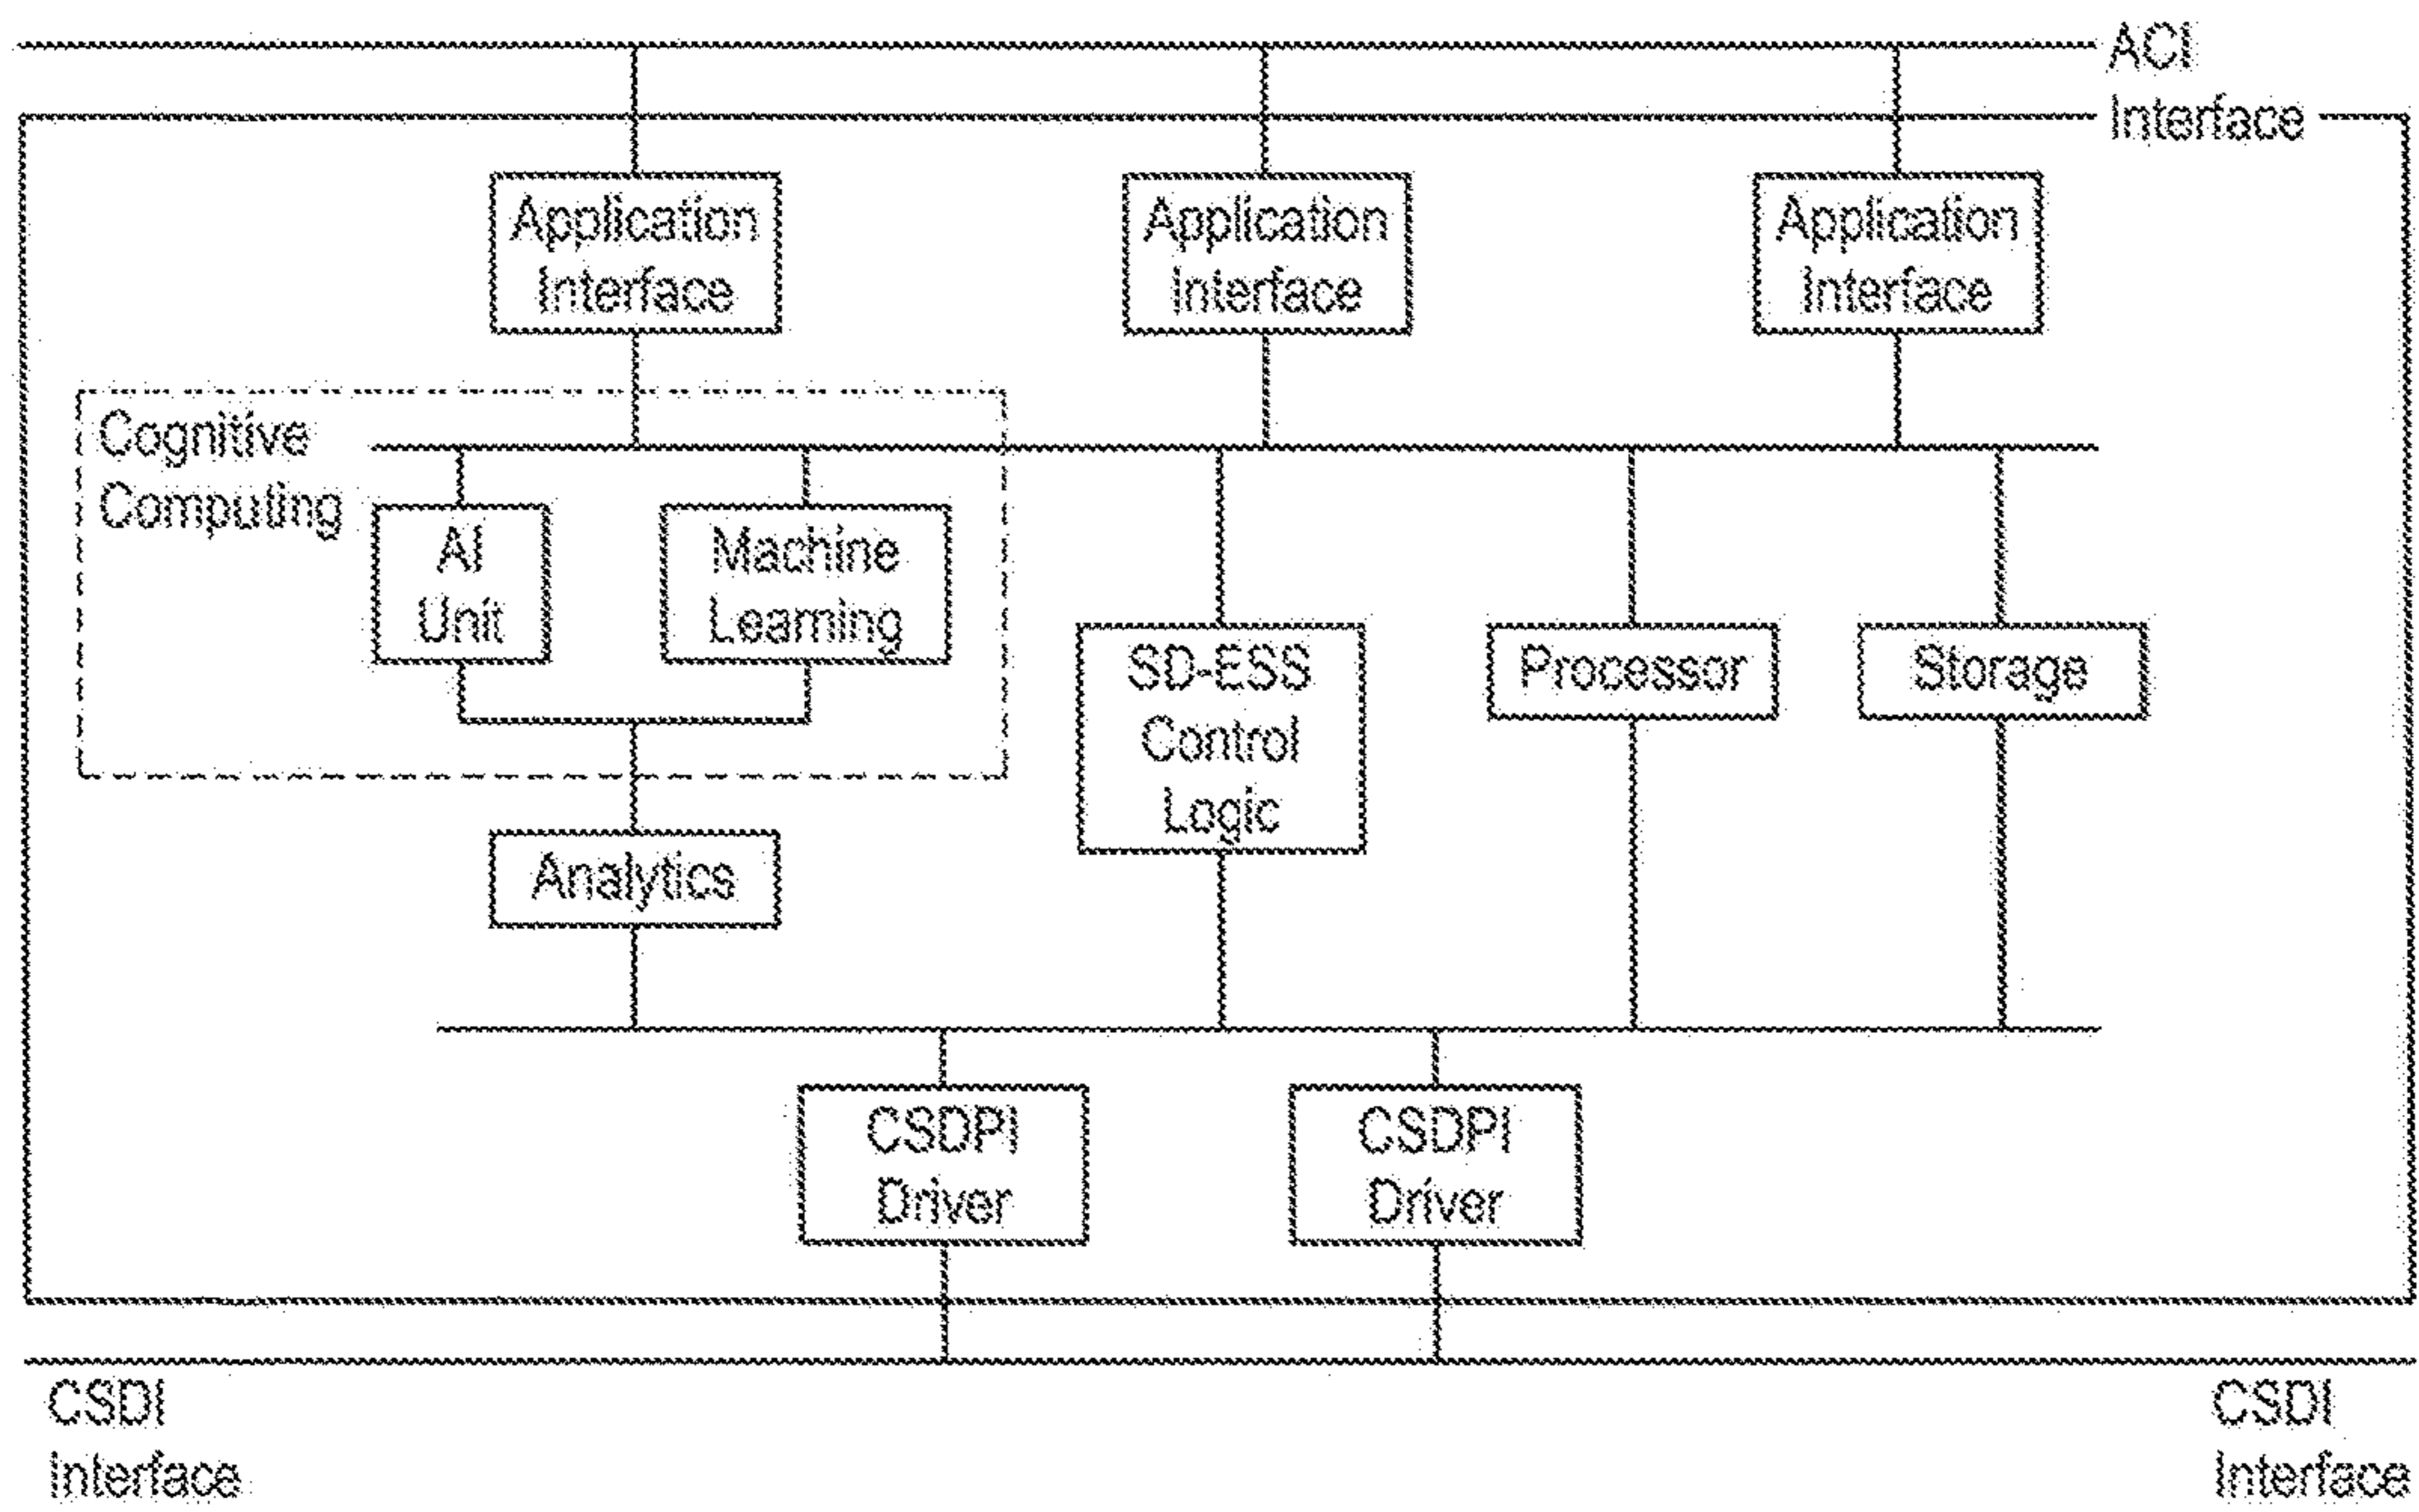 ACI
Interface
Application
Interface
Application
Interface
Application
Interface
Cognitive
Computing
AI
Unit
Machine
Learning
SD-ESS
Control
Logic
Processor
Storage
Analytics
CSDPI
Driver
CSDPI
Driver
CSDI
Interface
CSDI
Interface